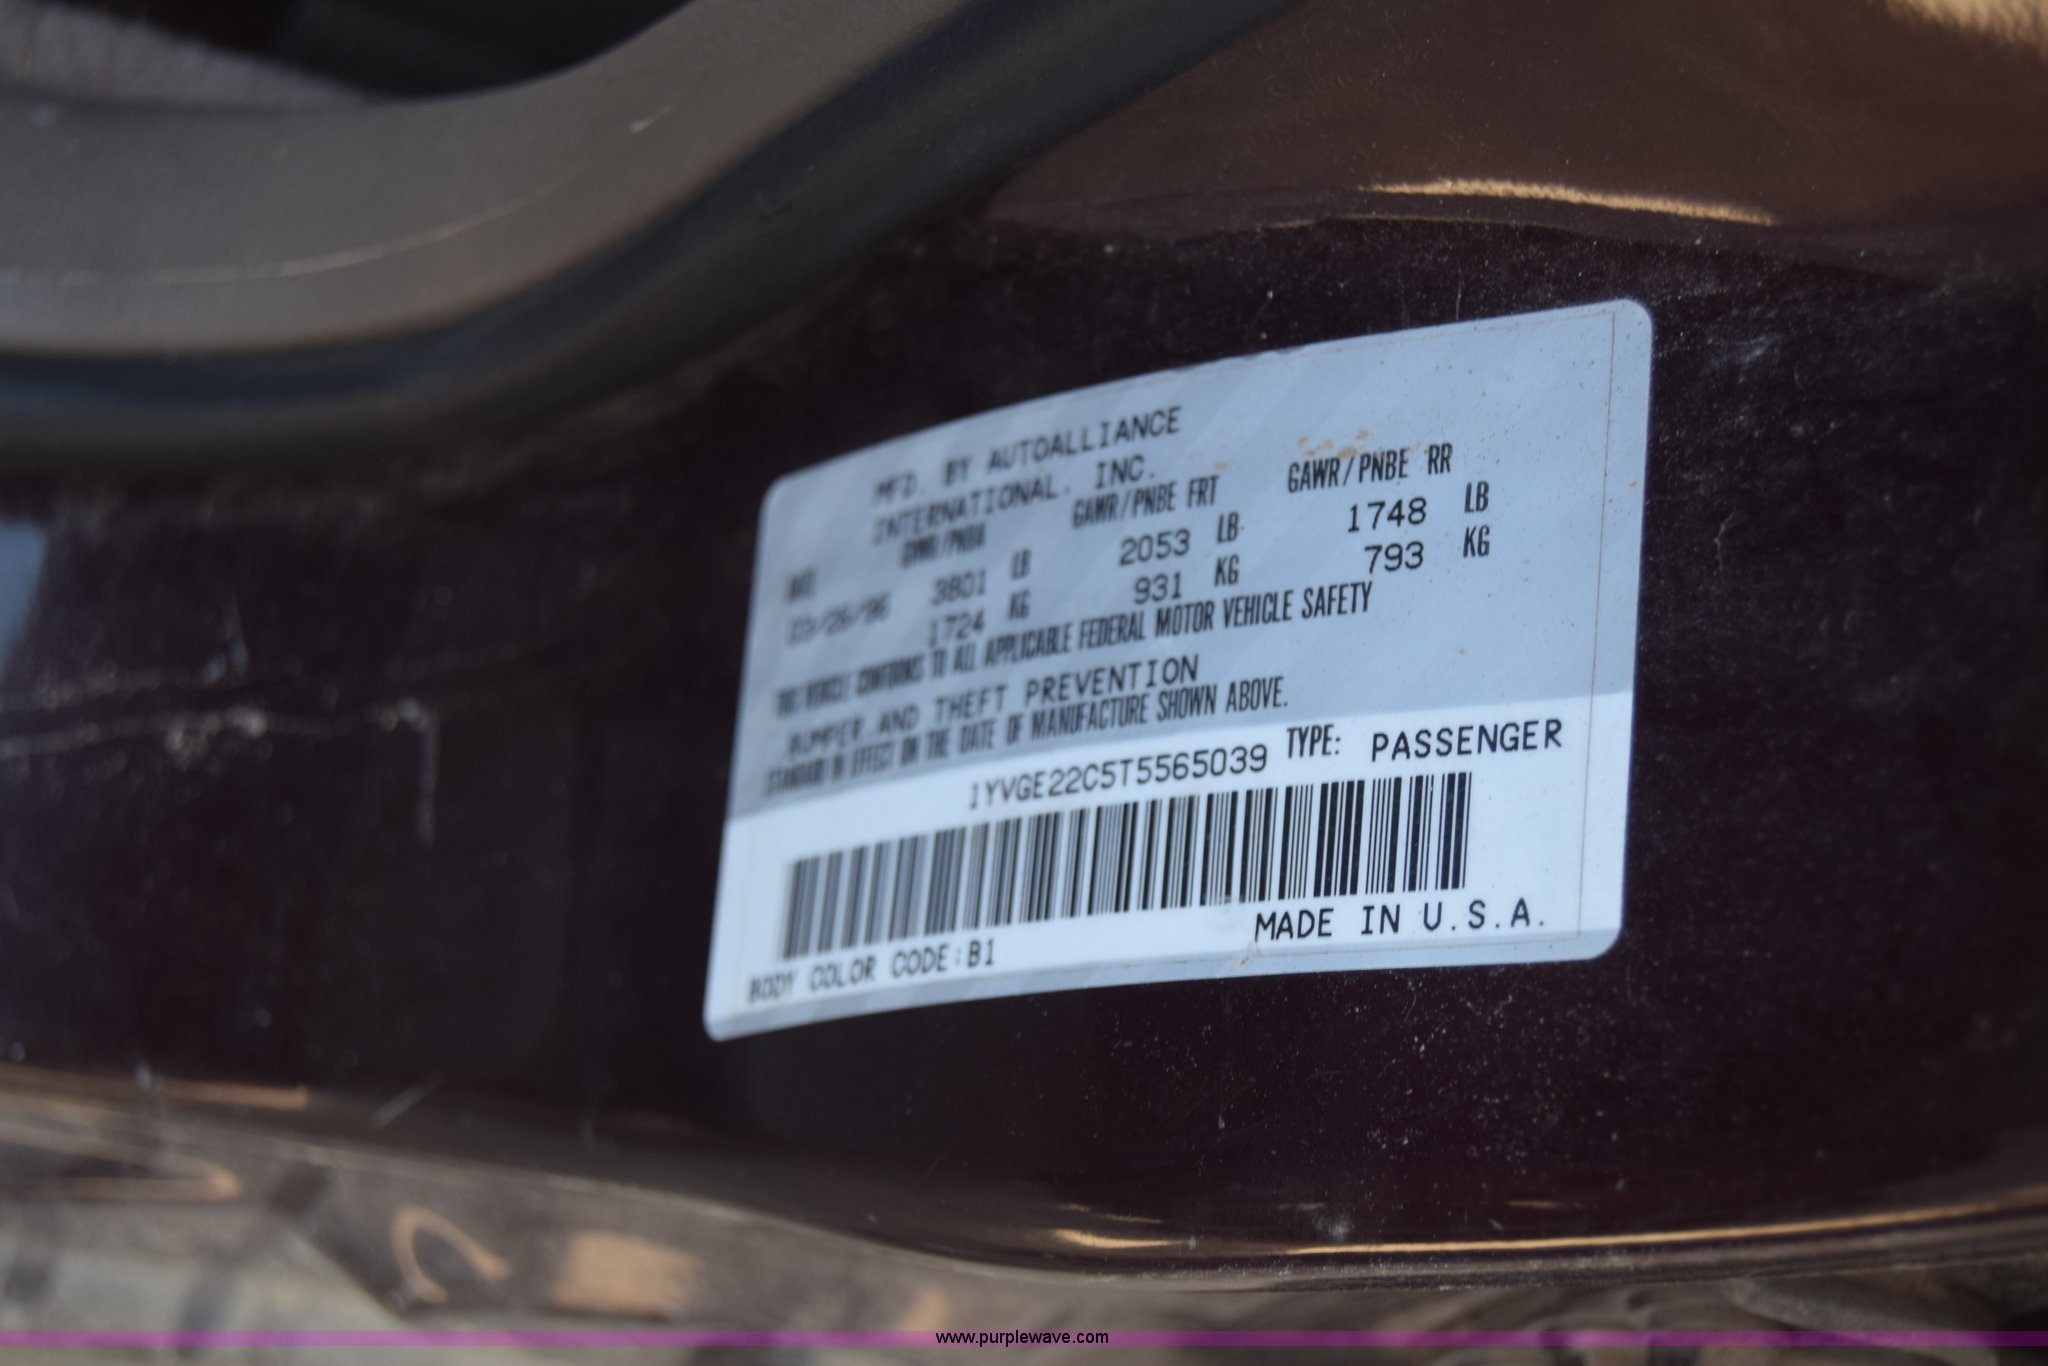 MFD. BY AUTOALLIANCE
INTERNATIONAL, INC.
GAWR/PNBE FRT GAWR/PNBE RR
3801 LB 2053 LB 1748 LB
1724 KG 931 KG 793 KG
THIS VEHICLE CONFORMS TO ALL APPLICABLE FEDERAL MOTOR VEHICLE SAFETY
,BUMPER AND THEFT PREVENTION
STANDARD IN EFFECT ON THE DATE OF MANUFACTURE SHOWN ABOVE.
1YVGE22C5T5565039 TYPE: PASSENGER
BODY COLOR CODE:B1 MADE IN U.S.A.
www.purplewave.com